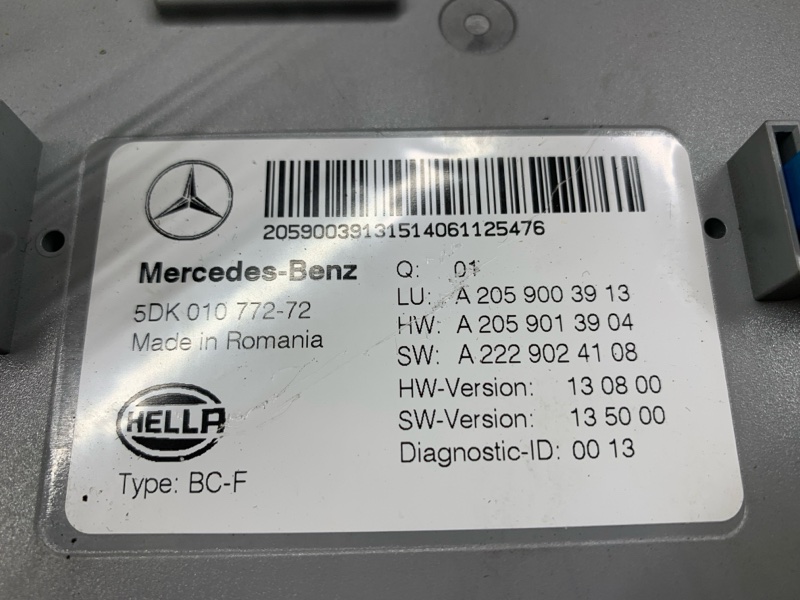 20590039131514061125476
Mercedes-Benz
5DK 010 772-72
Made in Romania
HELLA
Type: BC-F
Q: 01
LU: A 205 900 39 13
HW: A 205 901 39 04
SW: A 222 902 41 08
HW-Version: 13 08 00
SW-Version: 13 50 00
Diagnostic-ID: 00 13